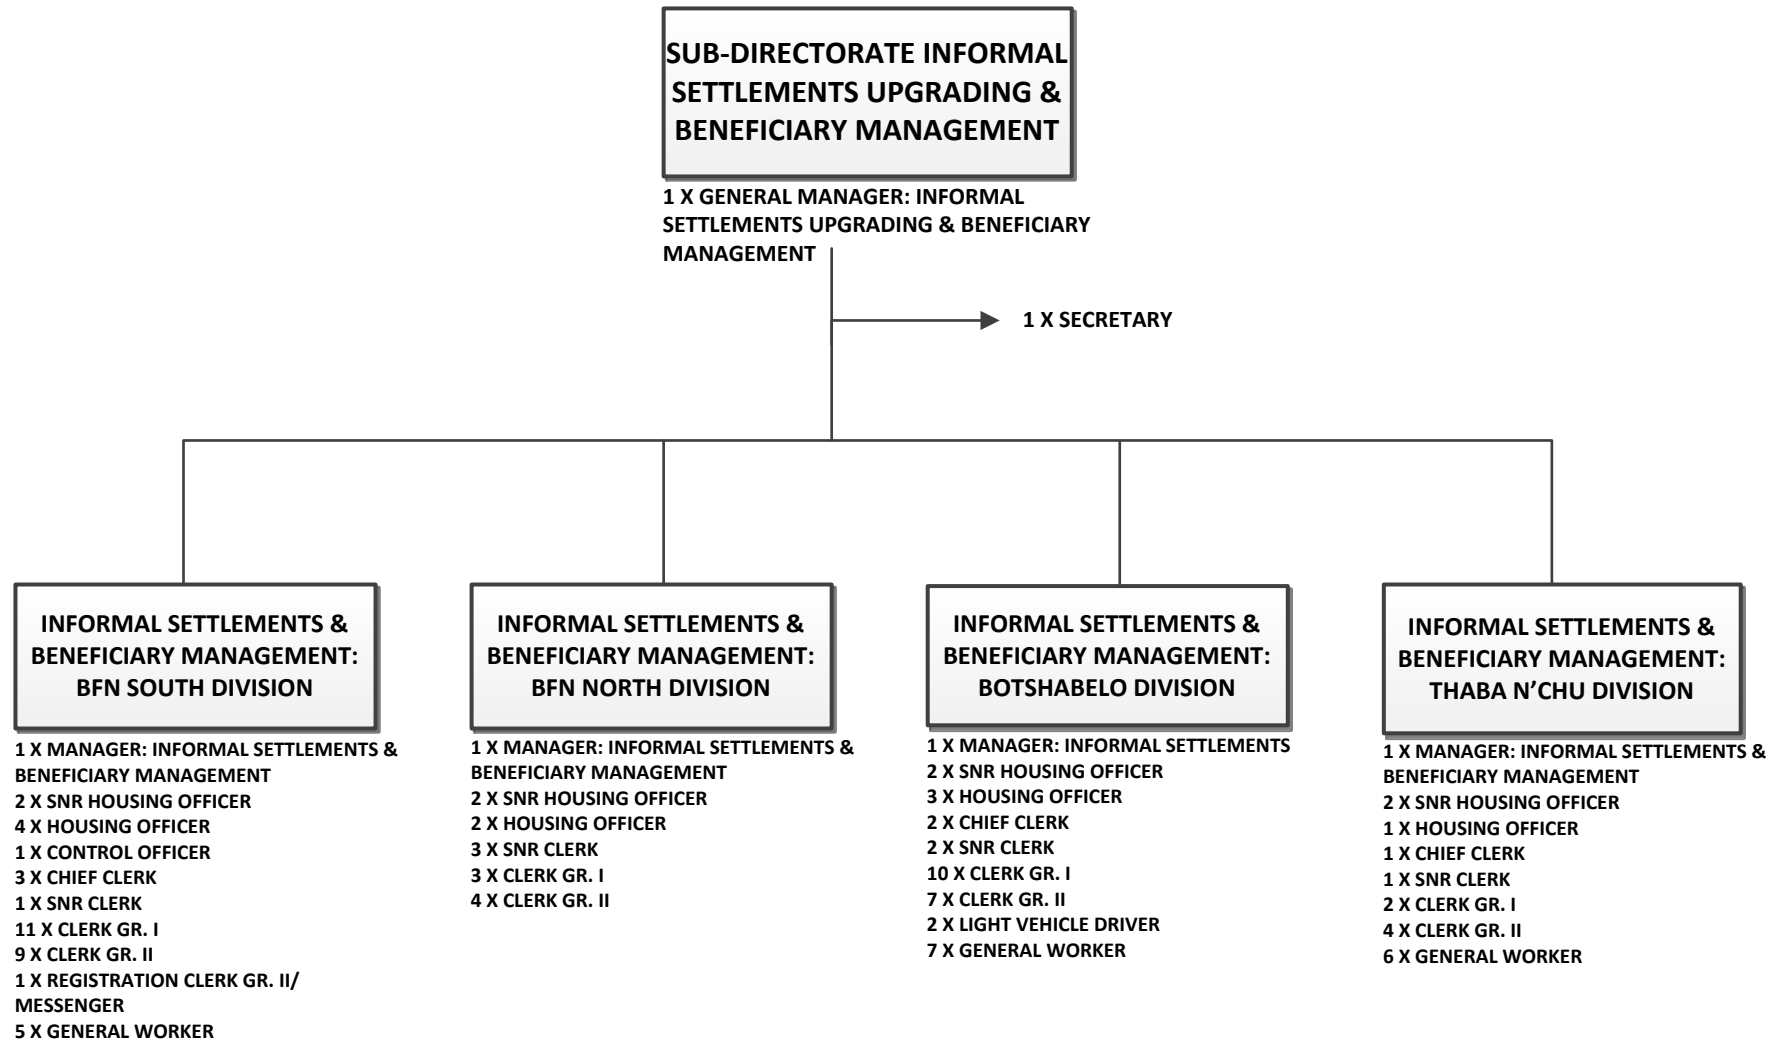 SUB-DIRECTORATE INFORMAL
SETTLEMENTS UPGRADING &
BENEFICIARY MANAGEMENT
1 X GENERAL MANAGER: INFORMAL
SETTLEMENTS UPGRADING & BENEFICIARY
MANAGEMENT
1 X SECRETARY
INFORMAL SETTLEMENTS &
BENEFICIARY MANAGEMENT:
BFN SOUTH DIVISION
1 X MANAGER: INFORMAL SETTLEMENTS &
BENEFICIARY MANAGEMENT
2 X SNR HOUSING OFFICER
4 X HOUSING OFFICER
1 X CONTROL OFFICER
3 X CHIEF CLERK
1 X SNR CLERK
11 X CLERK GR. I
9 X CLERK GR. II
1 X REGISTRATION CLERK GR. II/
MESSENGER
5 X GENERAL WORKER
INFORMAL SETTLEMENTS &
BENEFICIARY MANAGEMENT:
BFN NORTH DIVISION
1 X MANAGER: INFORMAL SETTLEMENTS &
BENEFICIARY MANAGEMENT
2 X SNR HOUSING OFFICER
2 X HOUSING OFFICER
3 X SNR CLERK
3 X CLERK GR. I
4 X CLERK GR. II
INFORMAL SETTLEMENTS &
BENEFICIARY MANAGEMENT:
BOTSHABELO DIVISION
1 X MANAGER: INFORMAL SETTLEMENTS
2 X SNR HOUSING OFFICER
3 X HOUSING OFFICER
2 X CHIEF CLERK
2 X SNR CLERK
10 X CLERK GR. I
7 X CLERK GR. II
2 X LIGHT VEHICLE DRIVER
7 X GENERAL WORKER
INFORMAL SETTLEMENTS &
BENEFICIARY MANAGEMENT:
THABA N’CHU DIVISION
1 X MANAGER: INFORMAL SETTLEMENTS &
BENEFICIARY MANAGEMENT
2 X SNR HOUSING OFFICER
1 X HOUSING OFFICER
1 X CHIEF CLERK
1 X SNR CLERK
2 X CLERK GR. I
4 X CLERK GR. II
6 X GENERAL WORKER